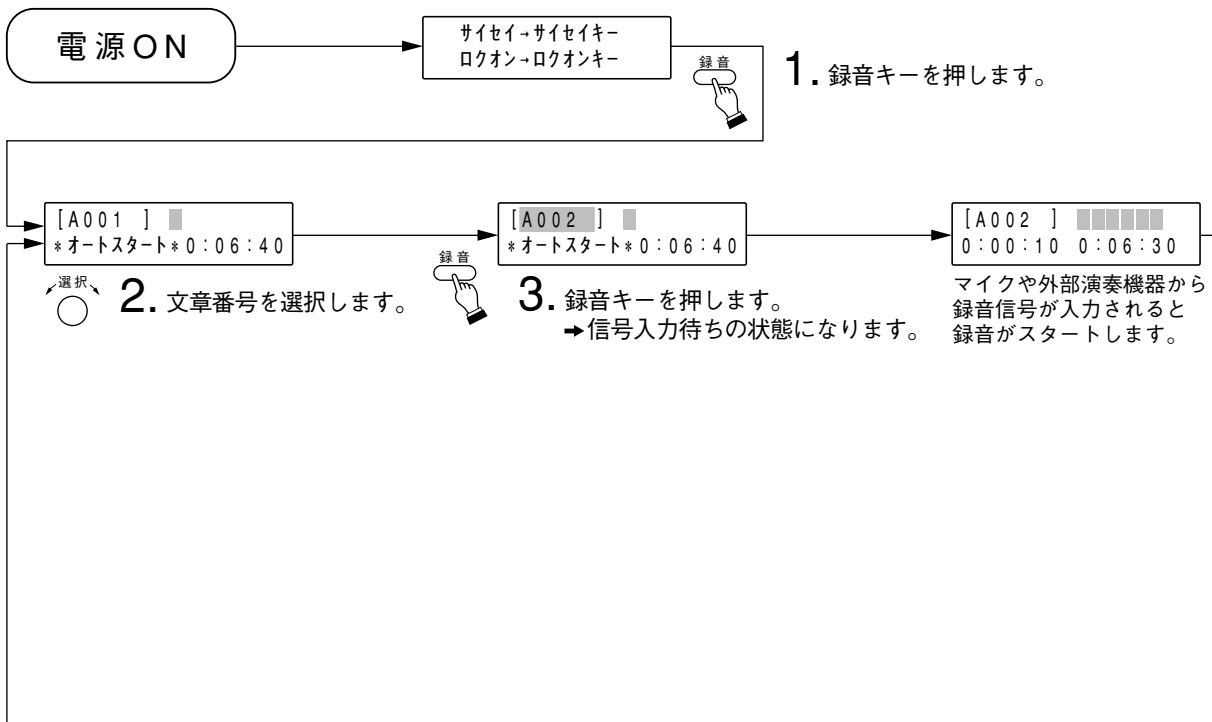 電源ON
サイセイ→サイセイキー
ロクオン→ロクオンキー
録音
1. 録音キーを押します。
[A001 ]
*オートスタート*0:06:40
選択
2. 文章番号を選択します。
録音
[A002 ]
*オートスタート*0:06:40
3. 録音キーを押します。
➡信号入力待ちの状態になります。
[A002 ]
0:00:10 0:06:30
マイクや外部演奏機器から
録音信号が入力されると
録音がスタートします。